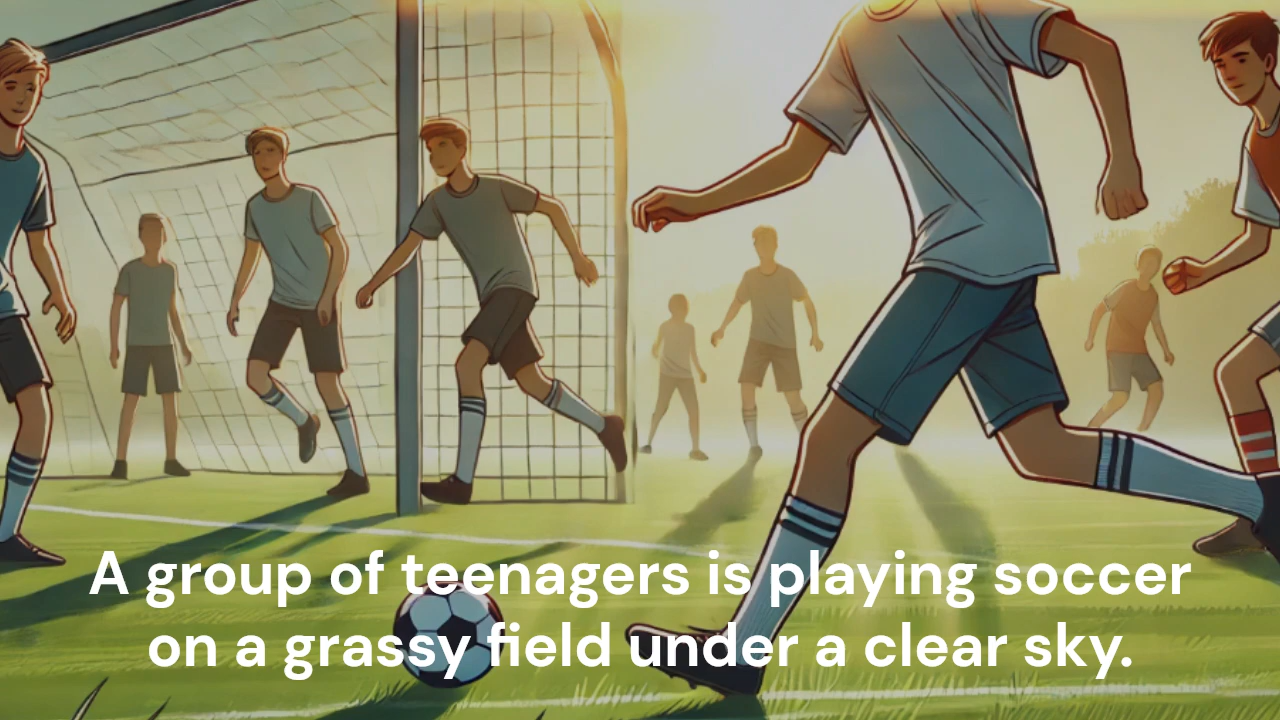 A group of teenagers is playing soccer
on a grassy field under a clear sky.